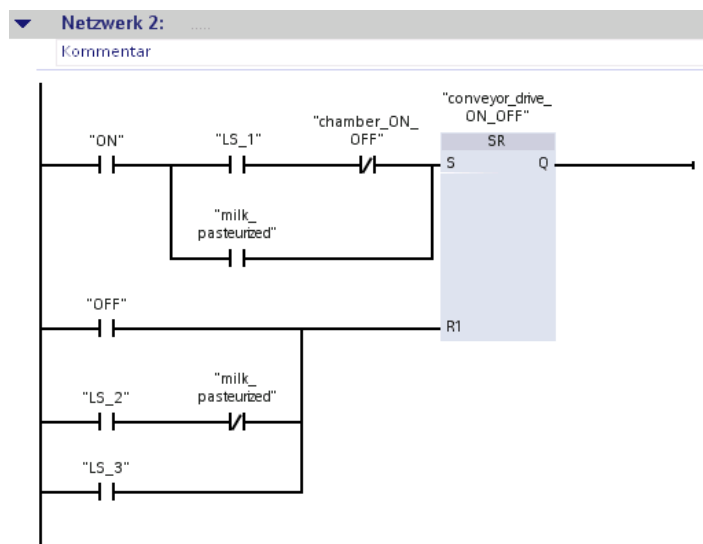 Netzwerk 2: .....
Kommentar
"conveyor_drive_
ON_OFF"
"chamber_ON_
OFF"
"ON"
"LS_1"
SR
S
Q
"milk_
pasteurized"
"OFF"
R1
"milk_
pasteurized"
"LS_2"
"LS_3"